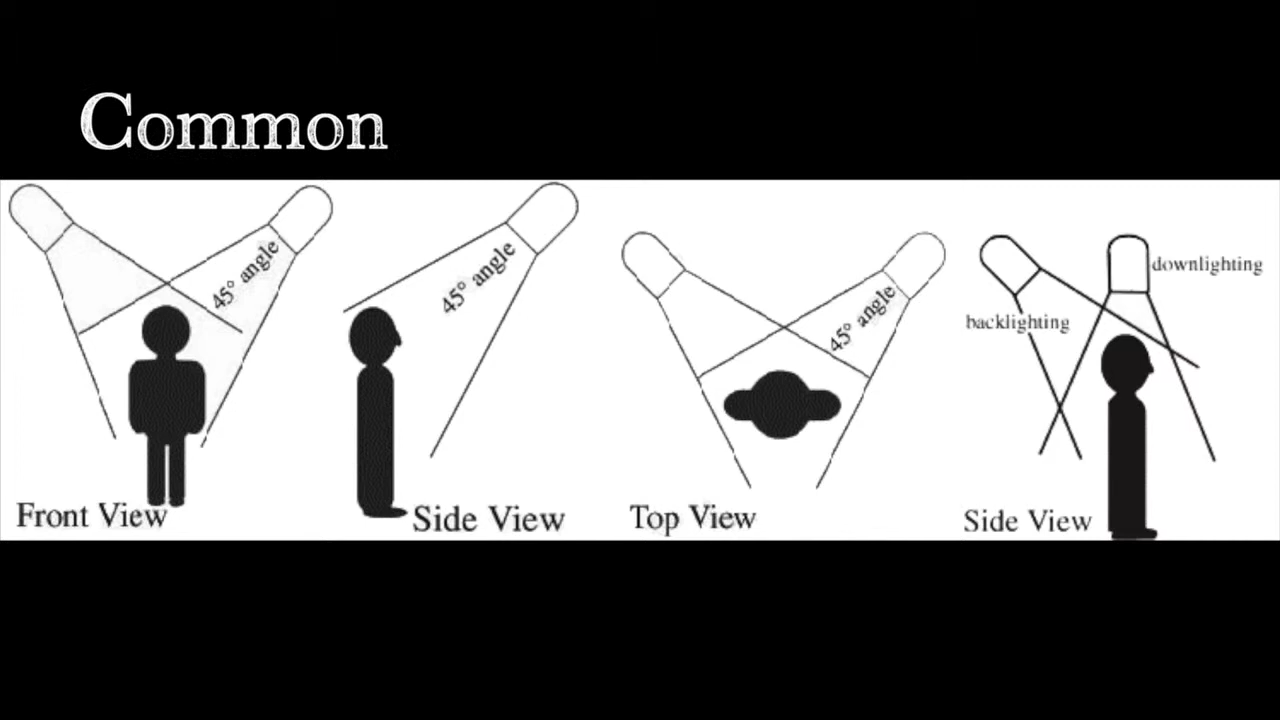 Common
45° angle
Front View
45° angle
Side View
45° angle
Top View
downlighting
backlighting
Side View